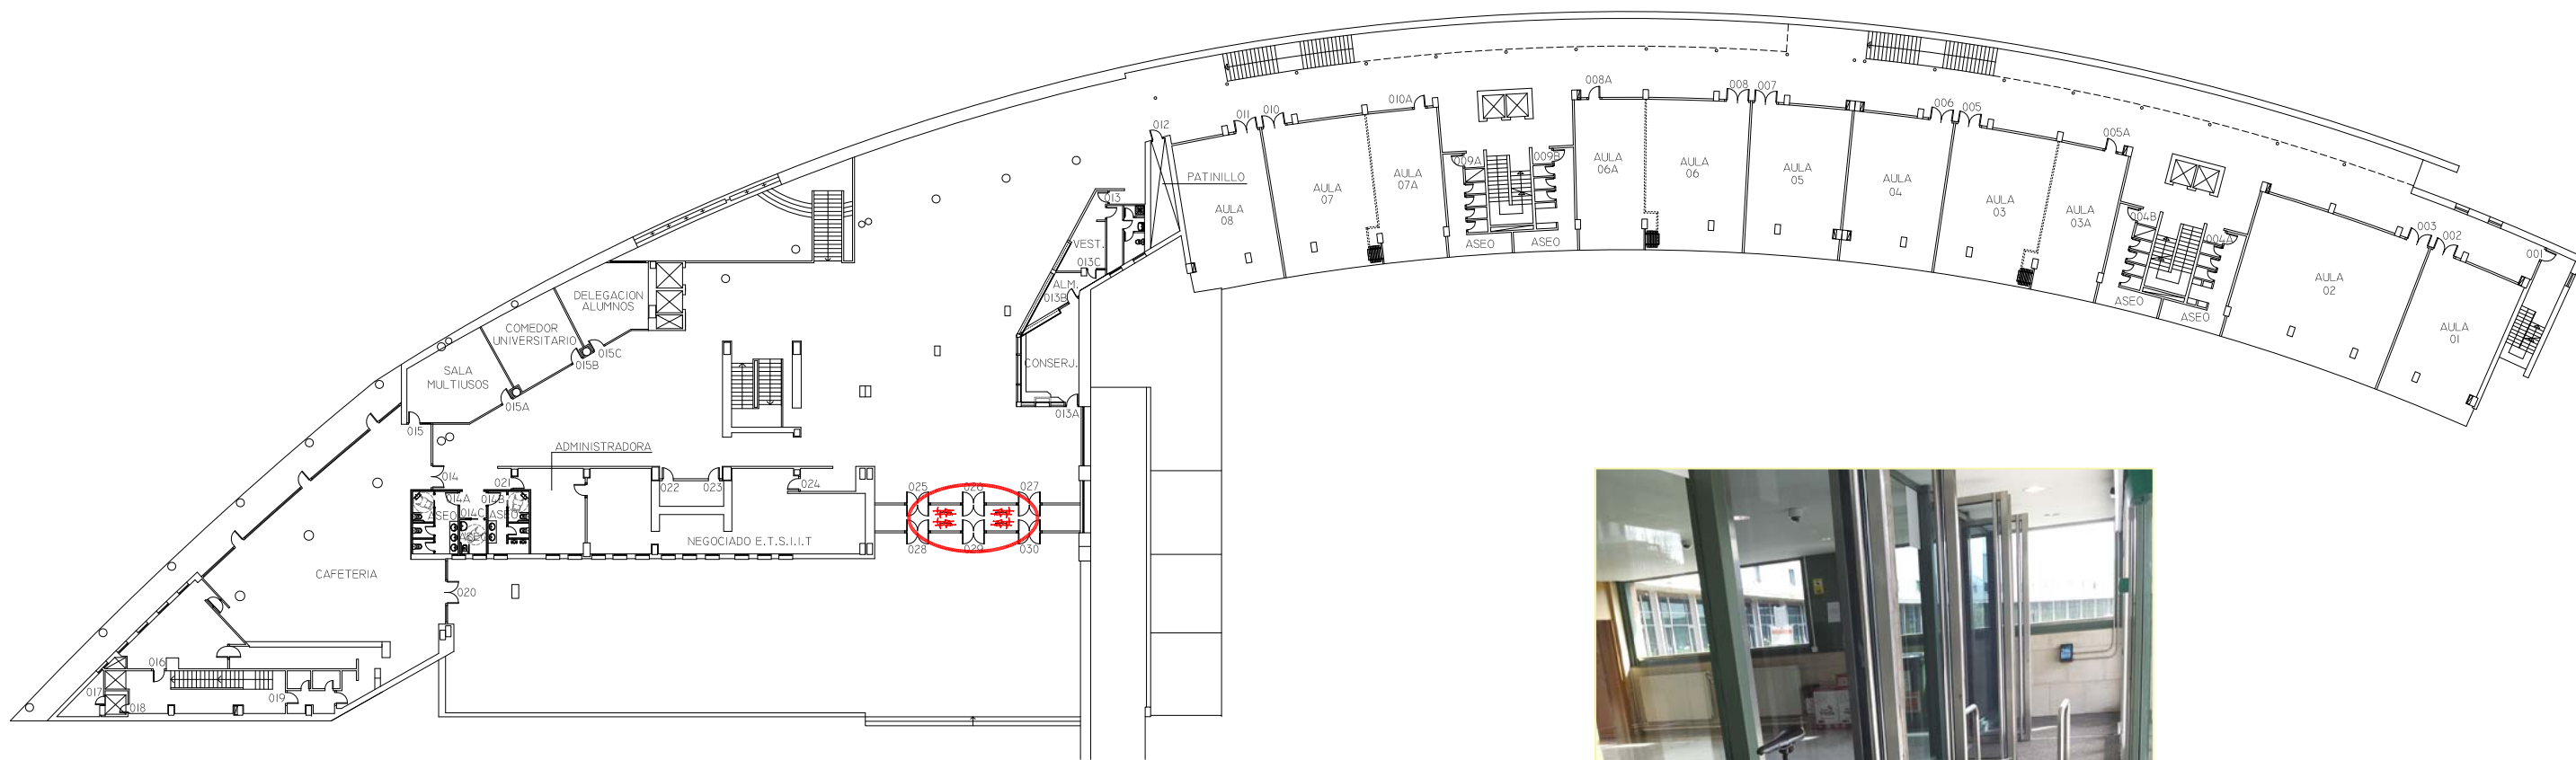 008A
008
007
010A
011
010
006
005
012
005A
009A
009B
AULA
06A
AULA
06
AULA
05
AULA
04
PATINILLO
AULA
07A
AULA
07
AULA
08
AULA
03
AULA
03A
013
004B
004A
003
002
001
ASEO
ASEO
VEST.
013C
ALM.
013B
AULA
02
DELEGACION
ALUMNOS
ASEO
ASEO
COMEDOR
UNIVERSITARIO
AULA
01
015C
015B
SALA
MULTIUSOS
CONSERJ.
015A
013A
015
ADMINISTRADORA
014
021
022
023
024
025
026
027
014A
014B
014C
ASEO
ASEO
ASEO
NEGOCIADO E.T.S.I.I.T
028
029
030
CAFETERIA
020
016
017
018
019